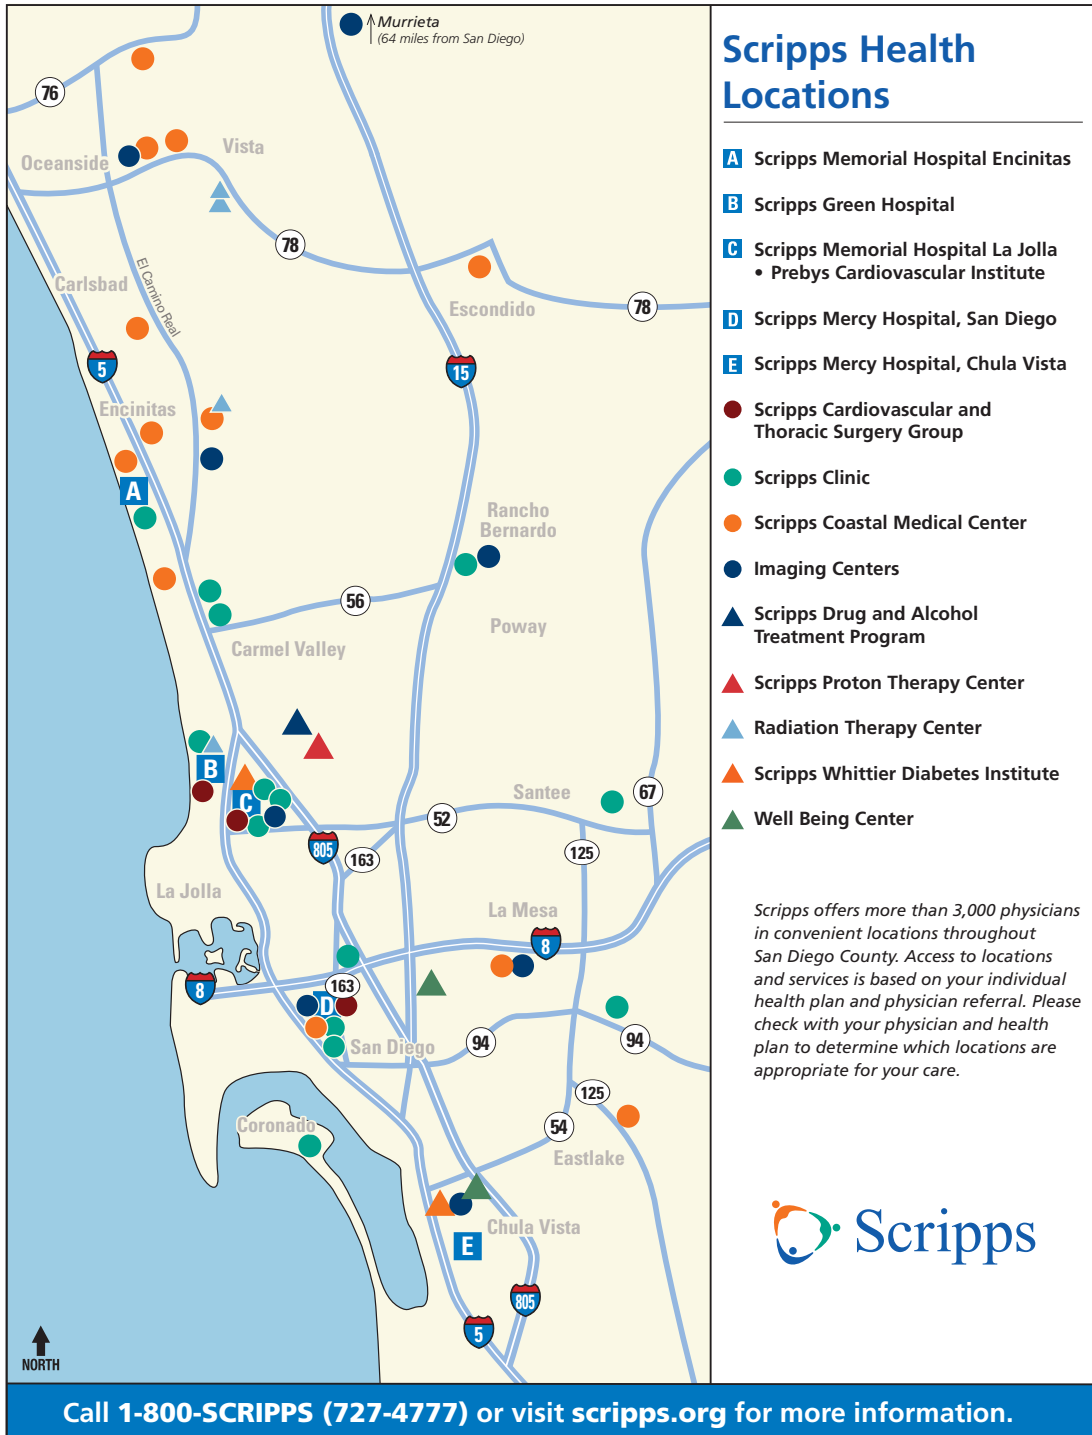 Murrieta
(64 miles from San Diego)
76
Oceanside
Vista
78
Carlsbad
El Camino Real
Escondido
78
5
15
Encinitas
A
Rancho
Bernardo
56
Poway
Carmel Valley
B
C
Santee
67
52
805
163
125
La Jolla
La Mesa
8
8
163
D
San Diego
94
94
125
Coronado
54
Eastlake
Chula Vista
E
805
5
NORTH
Scripps Health
Locations
A Scripps Memorial Hospital Encinitas
B Scripps Green Hospital
C Scripps Memorial Hospital La Jolla
• Prebys Cardiovascular Institute
D Scripps Mercy Hospital, San Diego
E Scripps Mercy Hospital, Chula Vista
Scripps Cardiovascular and
Thoracic Surgery Group
Scripps Clinic
Scripps Coastal Medical Center
Imaging Centers
Scripps Drug and Alcohol
Treatment Program
Scripps Proton Therapy Center
Radiation Therapy Center
Scripps Whittier Diabetes Institute
Well Being Center
Scripps offers more than 3,000 physicians
in convenient locations throughout
San Diego County. Access to locations
and services is based on your individual
health plan and physician referral. Please
check with your physician and health
plan to determine which locations are
appropriate for your care.
Scripps
Call 1-800-SCRIPPS (727-4777) or visit scripps.org for more information.